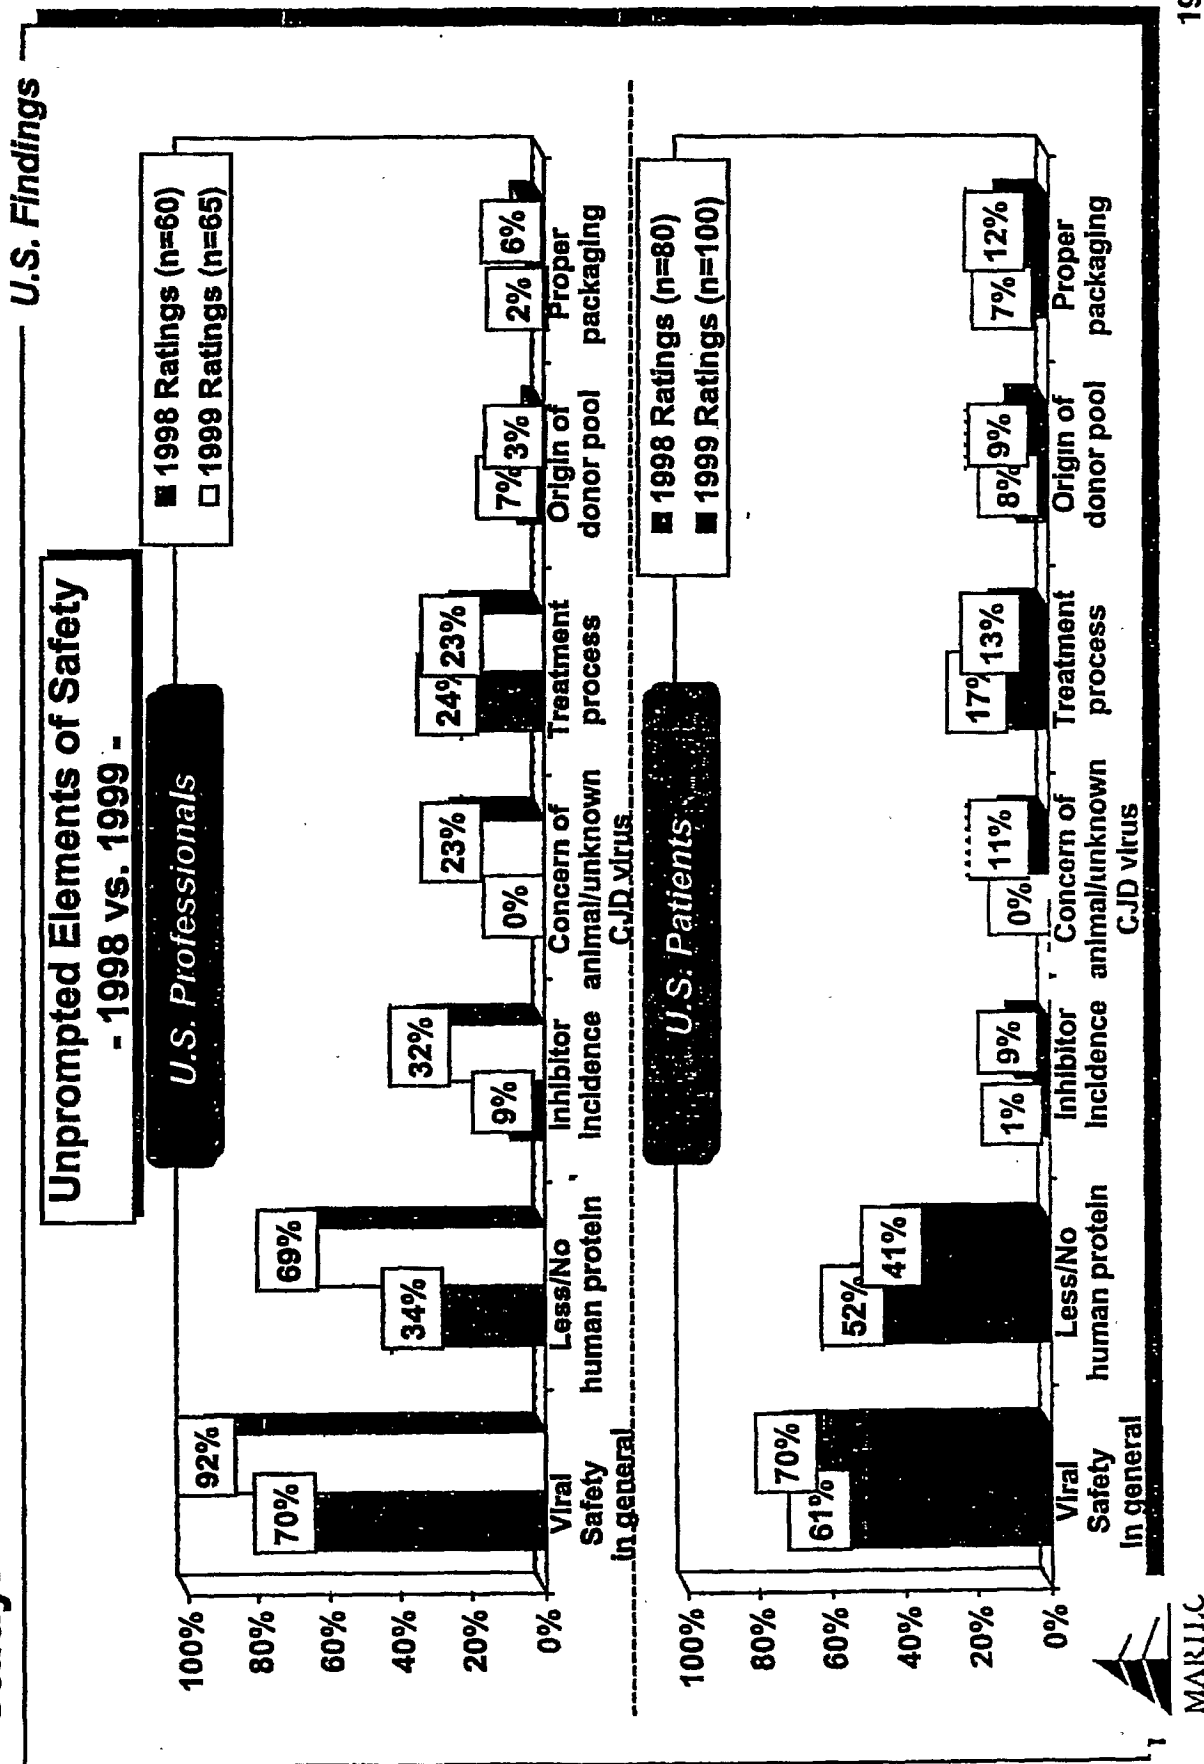 U.S. Findings
Unprompted Elements of Safety
- 1998 vs. 1999 -
U.S. Professionals
1998 Ratings (n=60)
1999 Ratings (n=65)
100%
80%
60%
40%
20%
0%
70%
92%
34%
69%
9%
32%
0%
23%
24%
23%
7%
3%
2%
6%
Viral
Safety
in general
Less/No
human protein
Inhibitor
Incidence
Concern of
animal/unknown
CJD virus
Treatment
process
Origin of
donor pool
Proper
packaging
U.S. Patients
1998 Ratings (n=80)
1999 Ratings (n=100)
100%
80%
60%
40%
20%
0%
61%
70%
52%
41%
1%
9%
0%
11%
17%
13%
8%
9%
7%
12%
Viral
Safety
in general
Less/No
human protein
Inhibitor
Incidence
Concern of
animal/unknown
CJD virus
Treatment
process
Origin of
donor pool
Proper
packaging
19